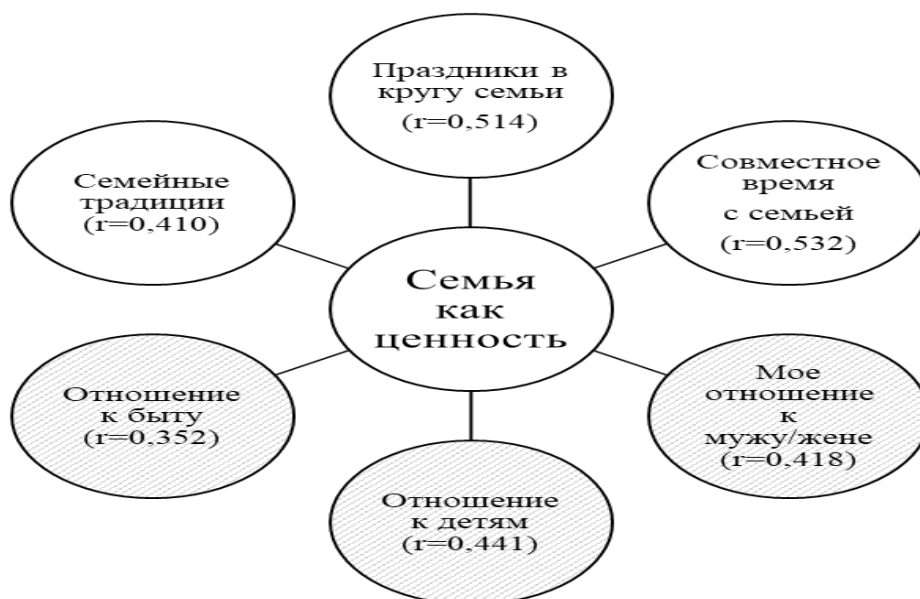 Праздники в
кругу семьи
(r=0,514)
Совместное
время
с семьей
(r=0,532)
Семейные
традиции
(r=0,410)
Семья
как
ценность
Отношение
к быту
(r=0,352)
Мое
отношение
к
мужу/жене
(r=0,418)
Отношение
к детям
(r=0,441)